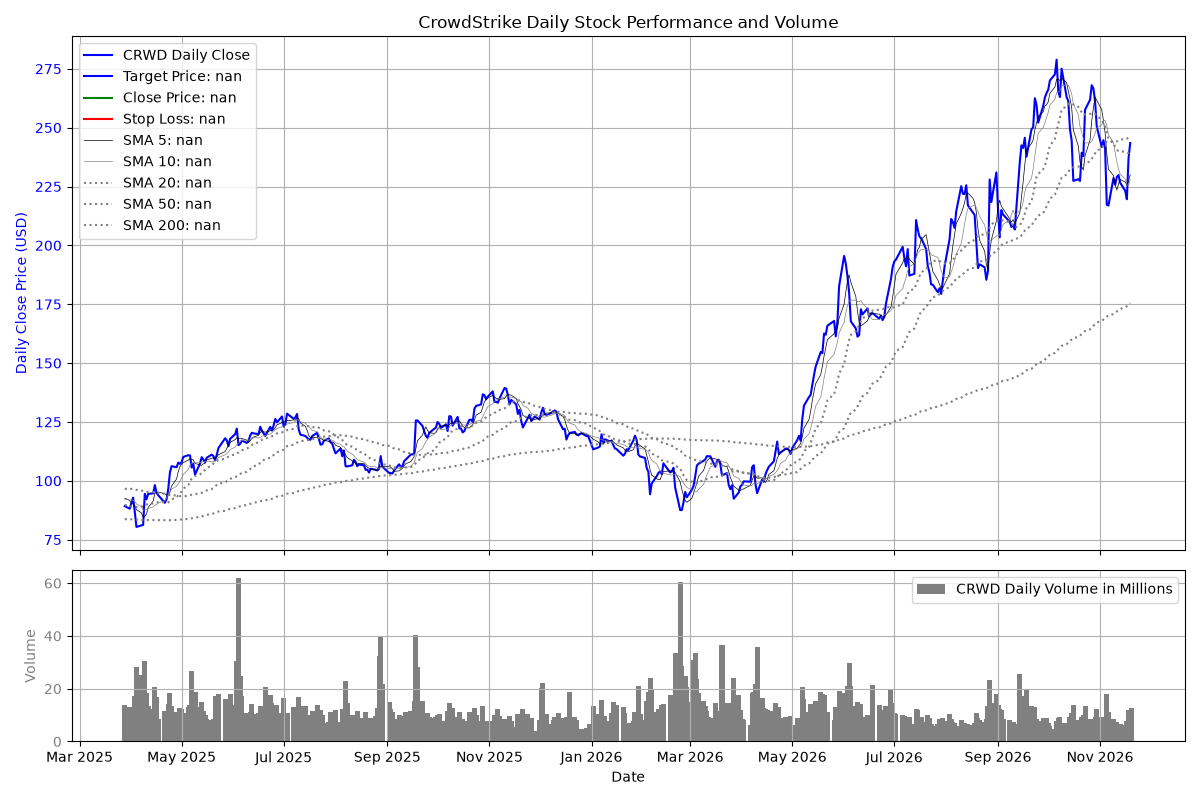 CrowdStrike Daily Stock Performance and Volume
Daily Close Price (USD)
275
250
225
200
175
150
125
100
75
CRWD Daily Close
Target Price: nan
Close Price: nan
Stop Loss: nan
SMA 5: nan
SMA 10: nan
SMA 20: nan
SMA 50: nan
SMA 200: nan
Volume
60
40
20
0
CRWD Daily Volume in Millions
Mar 2025
May 2025
Jul 2025
Sep 2025
Nov 2025
Jan 2026
Mar 2026
May 2026
Jul 2026
Sep 2026
Nov 2026
Date